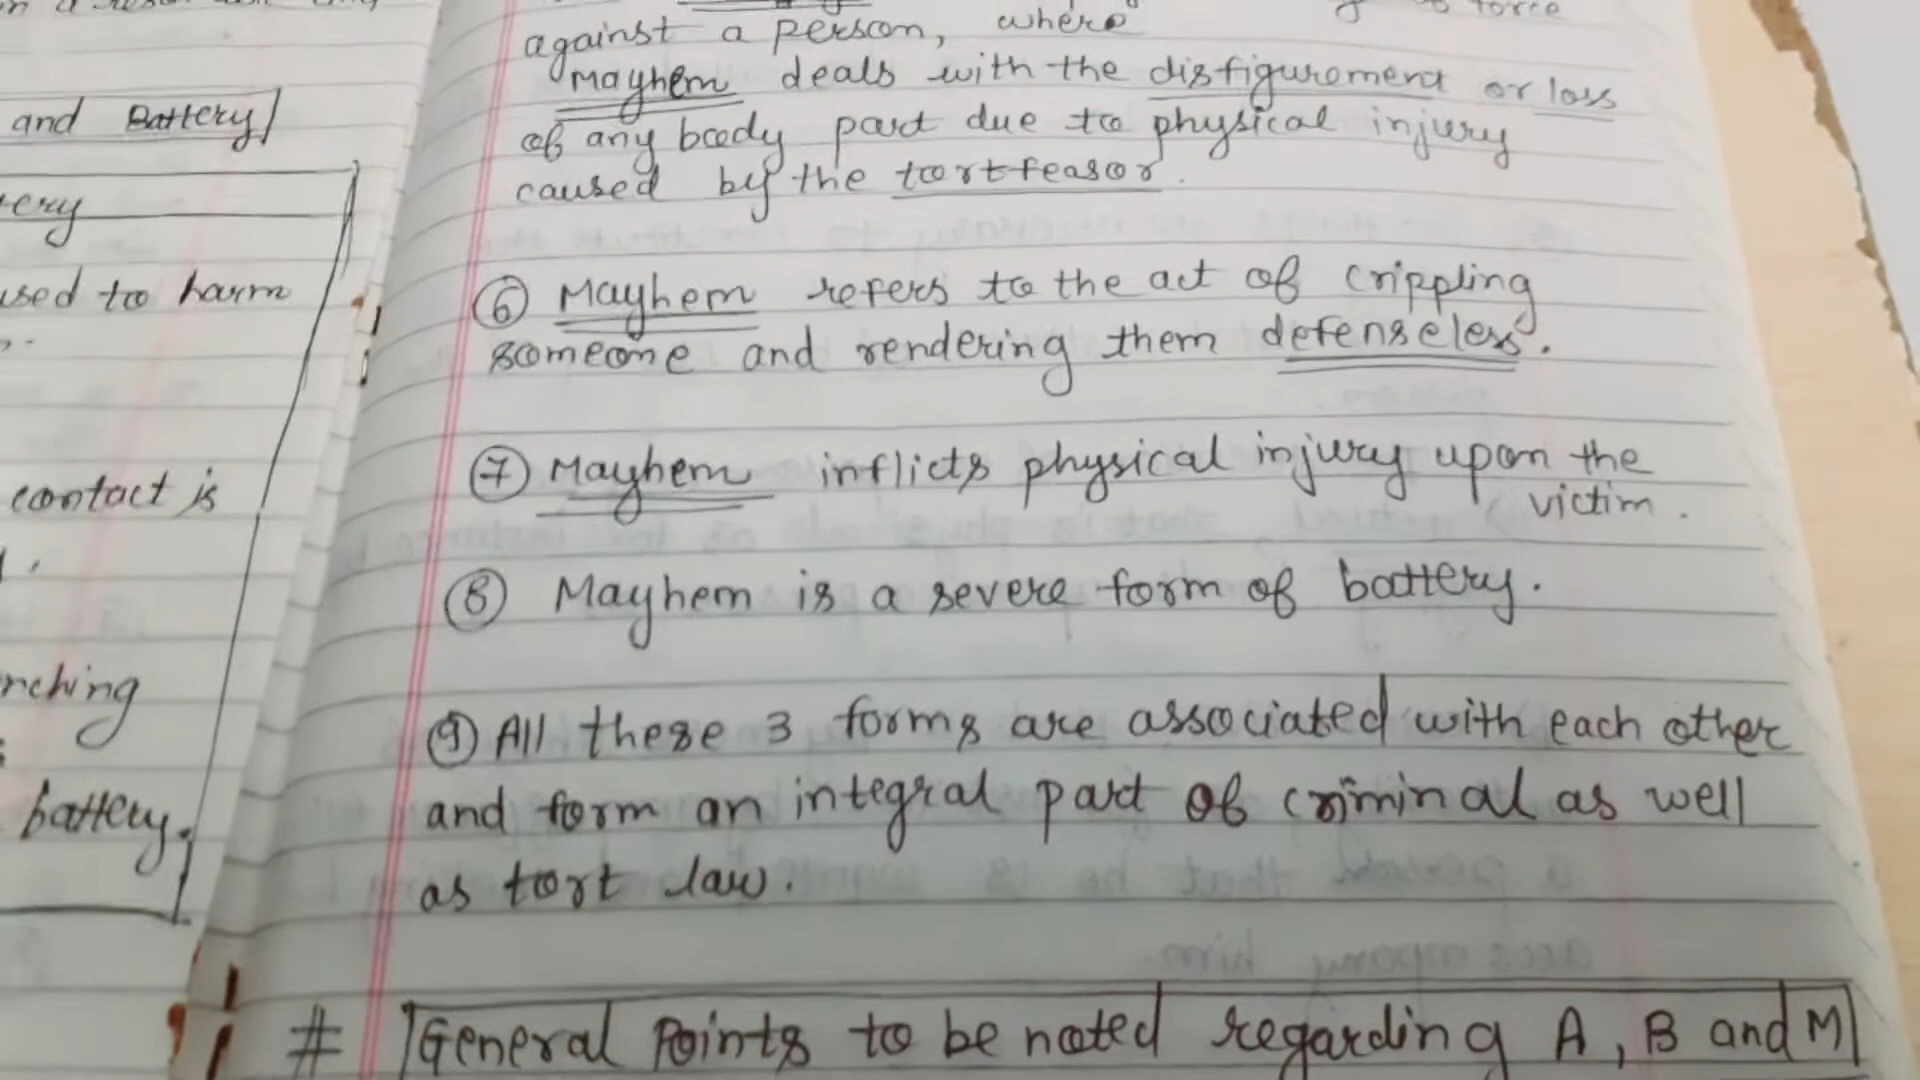 and Battery
used to harm
contact is
battery.
force
against a person, where
Mayhem deals with the disfigurement or loss
of any body part due to physical injury
caused by the tortfeasor.
6 Mayhem refers to the act of crippling
someone and rendering them defenseless.
7 Mayhem inflicts physical injury upon the
victim.
8 Mayhem is a severe form of battery.
9 All these 3 forms are associated with each other
and form an integral part of criminal as well
as tort law.
# General Points to be noted regarding A, B and M